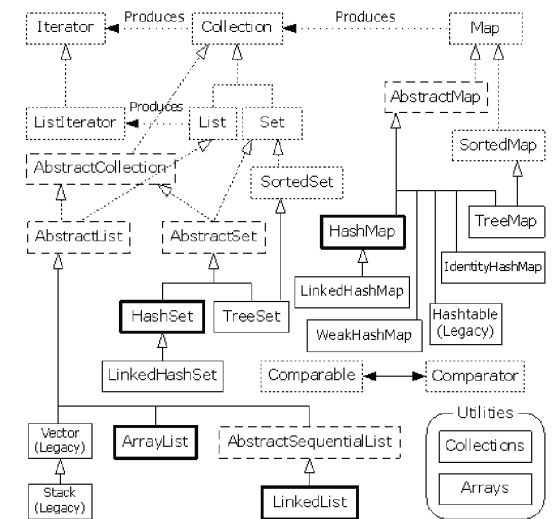 Iterator
Produces
Collection
Produces
Map
AbstractMap
ListIterator
Produces
List
Set
SortedMap
AbstractCollection
SortedSet
AbstractList
AbstractSet
HashMap
TreeMap
IdentityHashMap
LinkedHashMap
HashSet
TreeSet
WeakHashMap
Hashtable
(Legacy)
LinkedHashSet
Comparable
Comparator
Utilities
Vector
(Legacy)
ArrayList
AbstractSequentialList
Collections
Stack
(Legacy)
LinkedList
Arrays